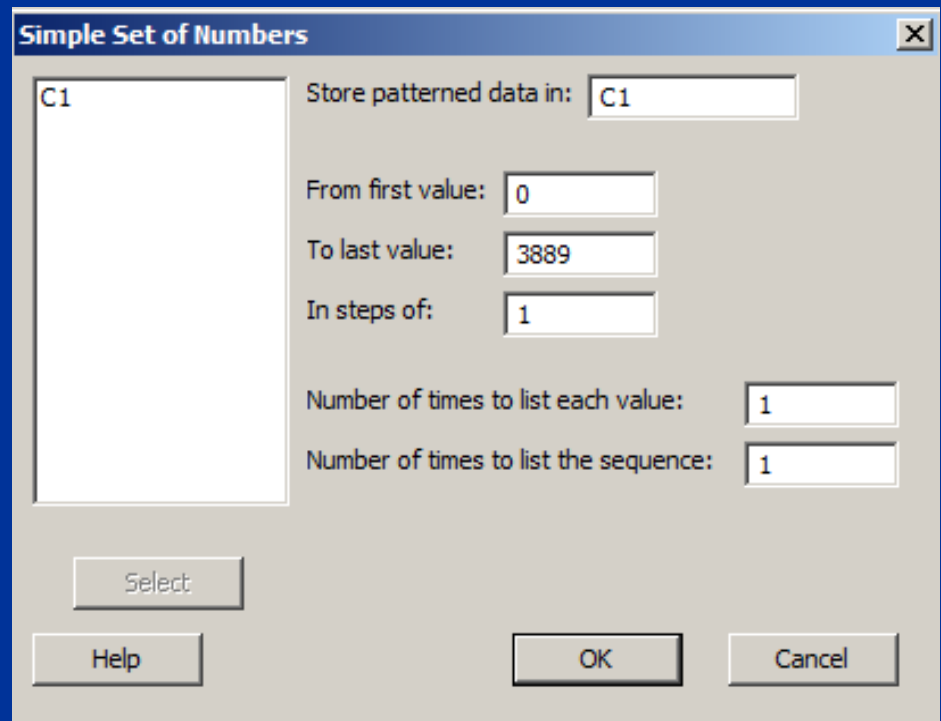 Simple Set of Numbers
C1
Store patterned data in: C1
From first value: 0
To last value: 3889
In steps of: 1
Number of times to list each value: 1
Number of times to list the sequence: 1
Select
Help
OK
Cancel